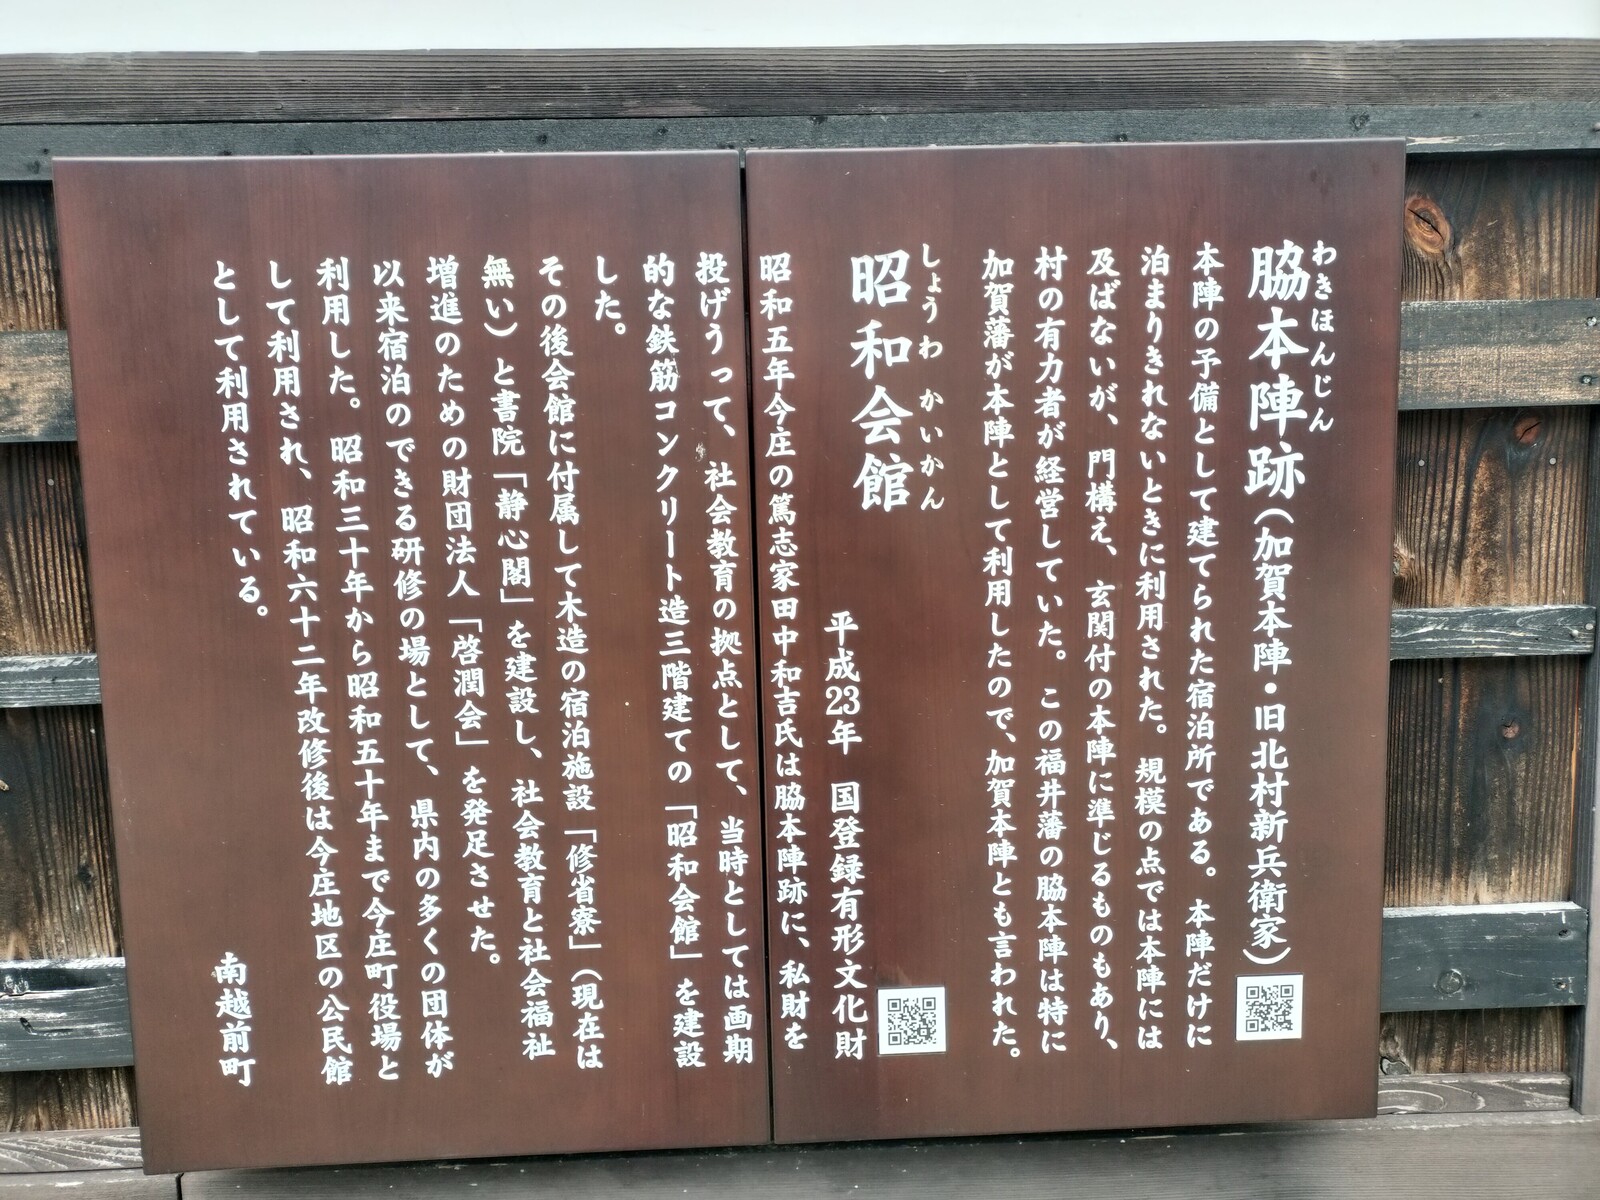 わきほんじん
脇本陣跡(加賀本陣・旧北村新兵衛家)
本陣の予備として建てられた宿泊所である。本陣だけに
泊まりきれないときに利用された。規模の点では本陣には
及ばないが、門構え、玄関付の本陣に準じるものもあり、
村の有力者が経営していた。この福井藩の脇本陣は特に
加賀藩が本陣として利用したので、加賀本陣とも言われた。
しょうわ かいかん
昭和会館
平成23年 国登録有形文化財
昭和五年今庄の篤志家田中和吉氏は脇本陣跡に、私財を
投げうって、社会教育の拠点として、当時としては画期
的な鉄筋コンクリート造三階建ての「昭和会館」を建設
した。
その後会館に付属して木造の宿泊施設「修省寮」(現在は
無い)と書院「静心閣」を建設し、社会教育と社会福祉
増進のための財団法人「啓潤会」を発足させた。
以来宿泊のできる研修の場として、県内の多くの団体が
利用した。昭和三十年から昭和五十年まで今庄町役場と
して利用され、昭和六十二年改修後は今庄地区の公民館
として利用されている。
南越前町